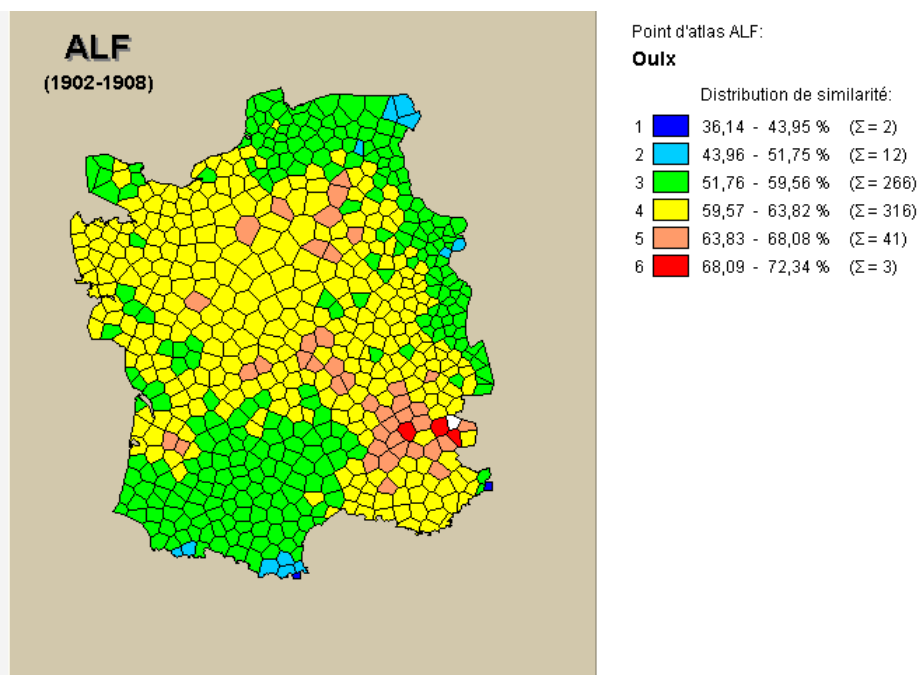 ALF
(1902-1908)
Point d'atlas ALF:
Oulx
Distribution de similarité:
1 36,14 - 43,95 % (Σ = 2)
2 43,96 - 51,75 % (Σ = 12)
3 51,76 - 59,56 % (Σ = 266)
4 59,57 - 63,82 % (Σ = 316)
5 63,83 - 68,08 % (Σ = 41)
6 68,09 - 72,34 % (Σ = 3)